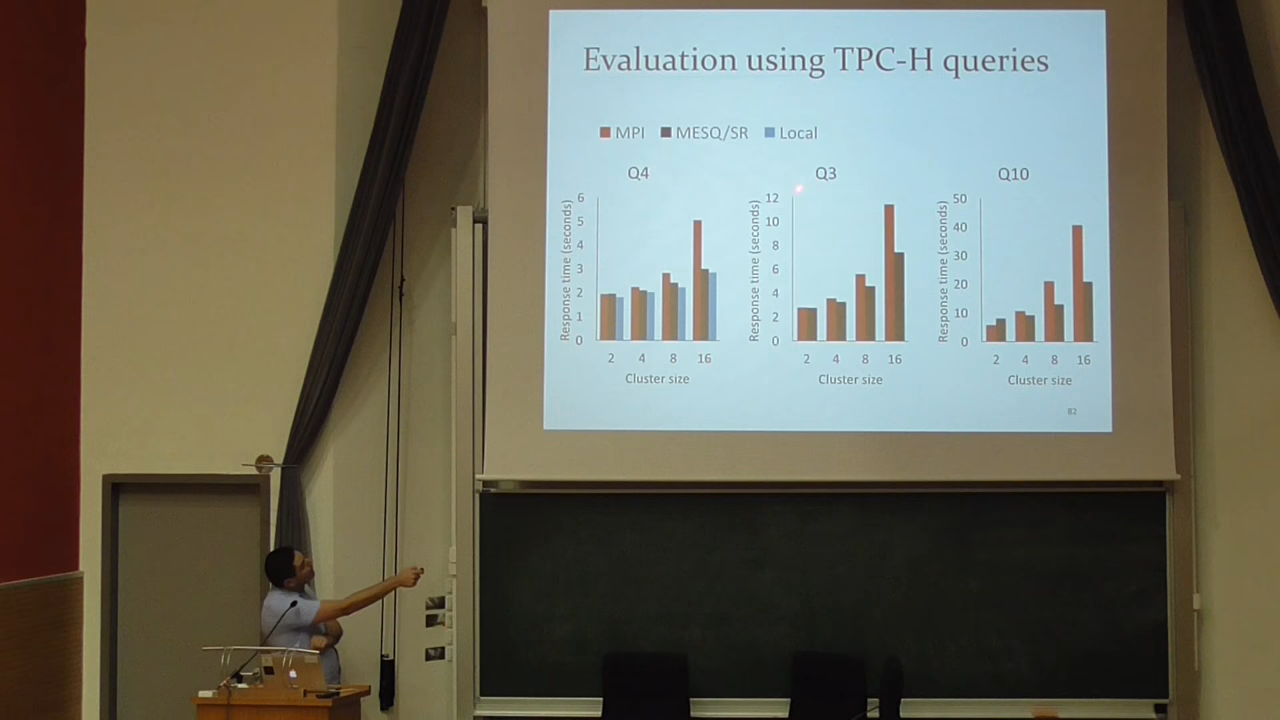 Evaluation using TPC-H queries
MPI MESQ/SR Local
Q4
Response time (seconds)
6
5
4
3
2
1
0
2 4 8 16
Cluster size
Q3
Response time (seconds)
12
10
8
6
4
2
0
2 4 8 16
Cluster size
Q10
Response time (seconds)
50
40
30
20
10
0
2 4 8 16
Cluster size
82